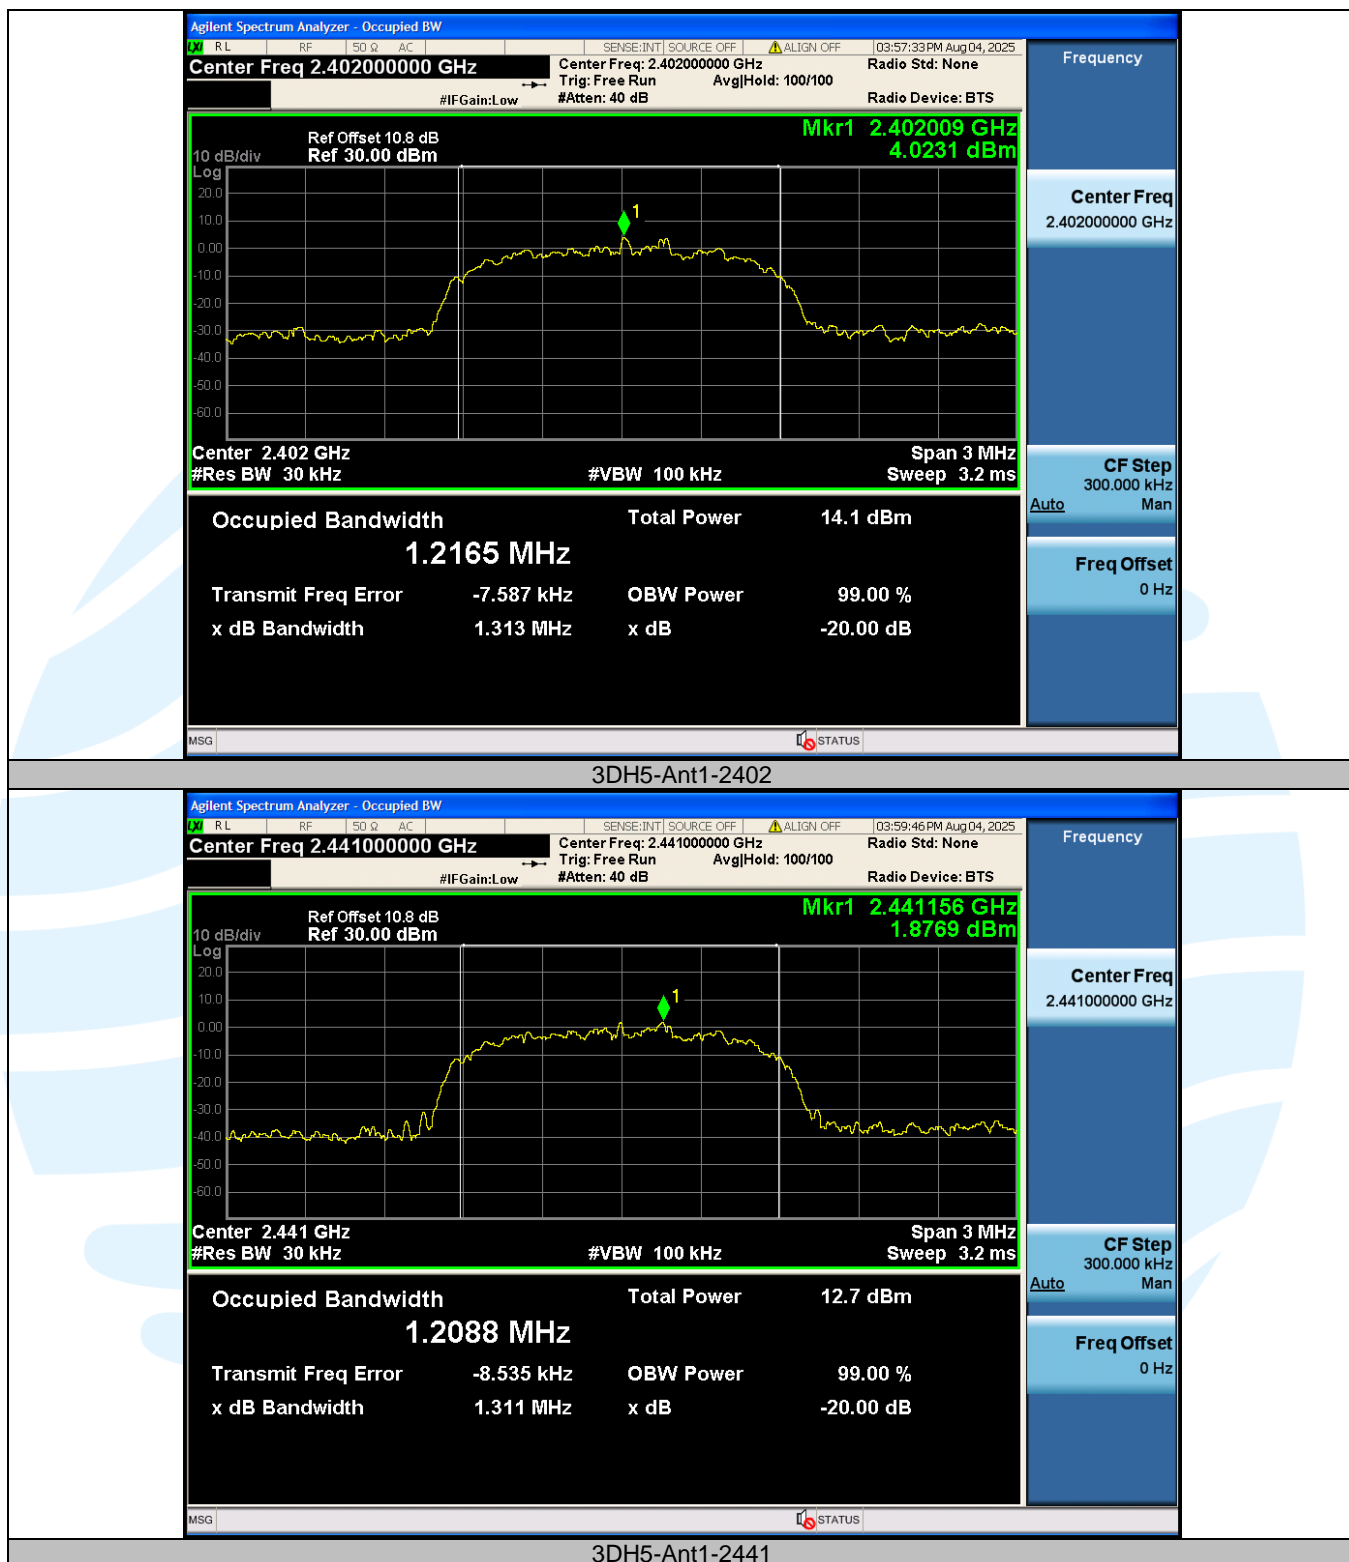 Agilent Spectrum Analyzer - Occupied BW
LXI RL RF 50 Ω AC SENSE:INT SOURCE OFF ALIGN OFF 03:57:33 PM Aug 04, 2025
Center Freq 2.402000000 GHz
Center Freq: 2.402000000 GHz Radio Std: None
Trig: Free Run Avg|Hold: 100/100
#IFGain:Low #Atten: 40 dB Radio Device: BTS
Frequency
Mkr1 2.402009 GHz
4.0231 dBm
Ref Offset 10.8 dB
10 dB/div Ref 30.00 dBm
Log
20.0
10.0
0.00
-10.0
-20.0
-30.0
-40.0
-50.0
-60.0
1
Center 2.402 GHz Span 3 MHz
#Res BW 30 kHz #VBW 100 kHz Sweep 3.2 ms
Occupied Bandwidth Total Power 14.1 dBm
1.2165 MHz
Transmit Freq Error -7.587 kHz OBW Power 99.00 %
x dB Bandwidth 1.313 MHz x dB -20.00 dB
Center Freq
2.402000000 GHz
CF Step
300.000 kHz
Auto Man
Freq Offset
0 Hz
MSG STATUS
3DH5-Ant1-2402
Agilent Spectrum Analyzer - Occupied BW
LXI RL RF 50 Ω AC SENSE:INT SOURCE OFF ALIGN OFF 03:59:46 PM Aug 04, 2025
Center Freq 2.441000000 GHz
Center Freq: 2.441000000 GHz Radio Std: None
Trig: Free Run Avg|Hold: 100/100
#IFGain:Low #Atten: 40 dB Radio Device: BTS
Frequency
Mkr1 2.441156 GHz
1.8769 dBm
Ref Offset 10.8 dB
10 dB/div Ref 30.00 dBm
Log
20.0
10.0
0.00
-10.0
-20.0
-30.0
-40.0
-50.0
-60.0
1
Center 2.441 GHz Span 3 MHz
#Res BW 30 kHz #VBW 100 kHz Sweep 3.2 ms
Occupied Bandwidth Total Power 12.7 dBm
1.2088 MHz
Transmit Freq Error -8.535 kHz OBW Power 99.00 %
x dB Bandwidth 1.311 MHz x dB -20.00 dB
Center Freq
2.441000000 GHz
CF Step
300.000 kHz
Auto Man
Freq Offset
0 Hz
MSG STATUS
3DH5-Ant1-2441